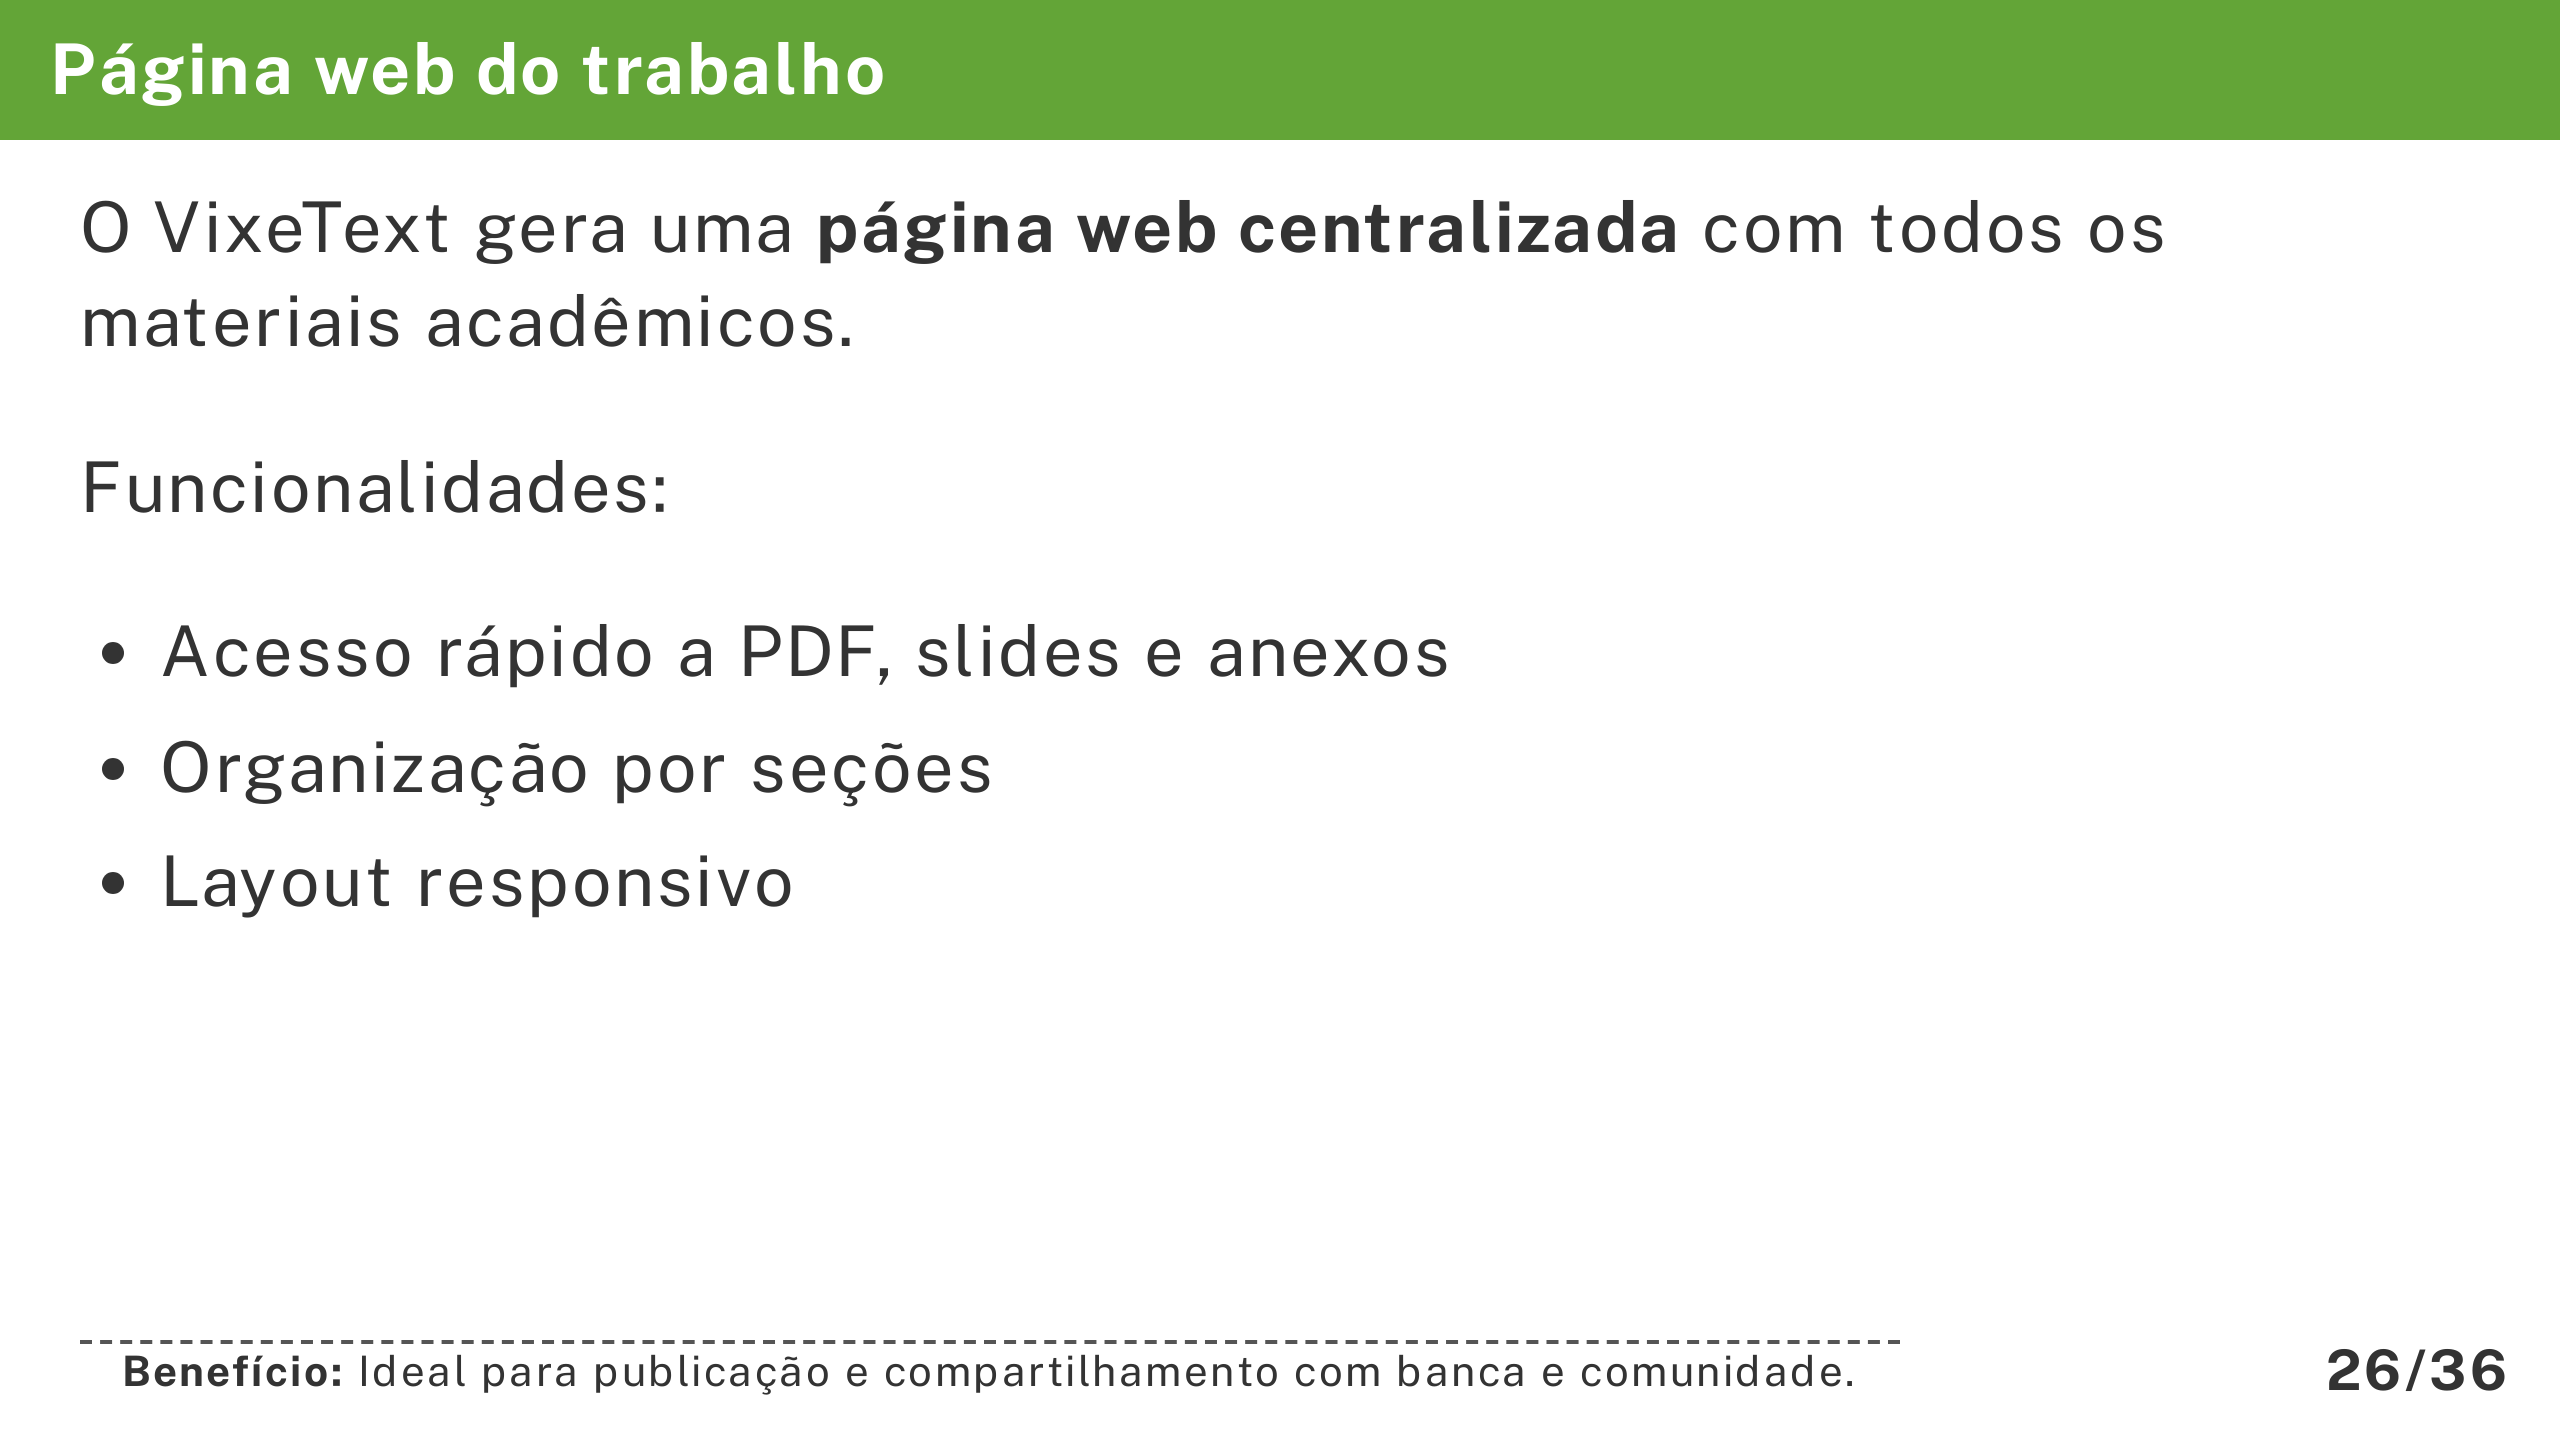 Página web do trabalho
O VixeText gera uma página web centralizada com todos os
materiais acadêmicos.
Funcionalidades:
• Acesso rápido a PDF, slides e anexos
• Organização por seções
• Layout responsivo
Benefício: Ideal para publicação e compartilhamento com banca e comunidade.
26/36